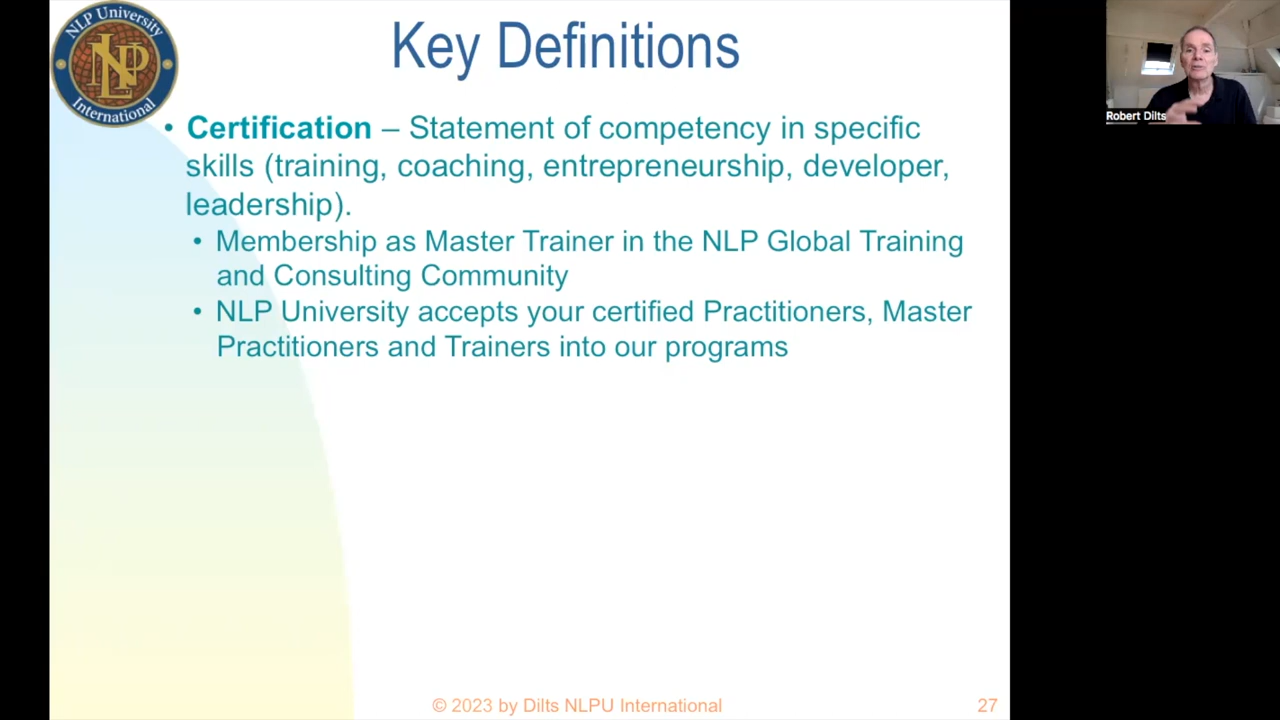 NLP University
NLP
International
Key Definitions
• Certification – Statement of competency in specific
skills (training, coaching, entrepreneurship, developer,
leadership).
• Membership as Master Trainer in the NLP Global Training
and Consulting Community
• NLP University accepts your certified Practitioners, Master
Practitioners and Trainers into our programs
© 2023 by Dilts NLPU International
27
Robert Dilts